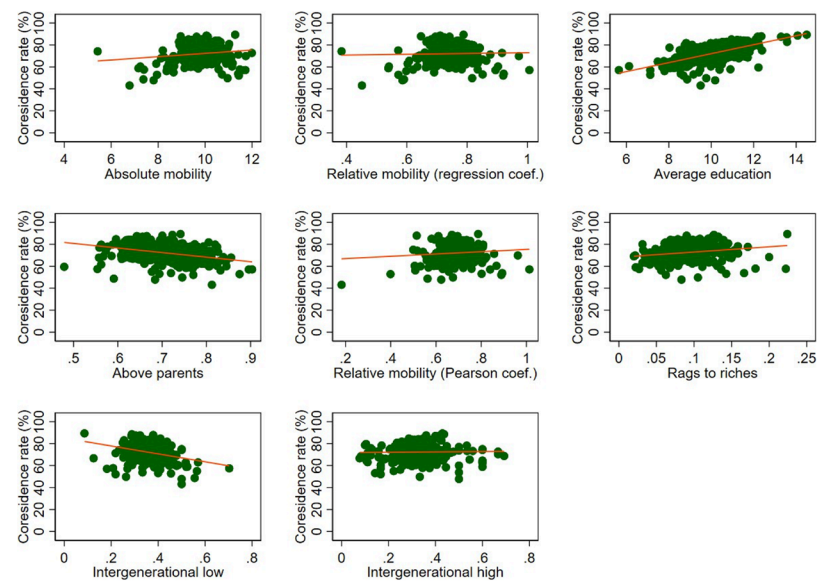 Coresidence rate (%)
0 20 40 60 80 100
4 6 8 10 12
Absolute mobility
Coresidence rate (%)
0 20 40 60 80 100
.4 .6 .8 1
Relative mobility (regression coef.)
Coresidence rate (%)
0 20 40 60 80 100
6 8 10 12 14
Average education
Coresidence rate (%)
0 20 40 60 80 100
.5 .6 .7 .8 .9
Above parents
Coresidence rate (%)
0 20 40 60 80 100
.2 .4 .6 .8 1
Relative mobility (Pearson coef.)
Coresidence rate (%)
0 20 40 60 80 100
0 .05 .1 .15 .2 .25
Rags to riches
Coresidence rate (%)
0 20 40 60 80 100
0 .2 .4 .6 .8
Intergenerational low
Coresidence rate (%)
0 20 40 60 80 100
0 .2 .4 .6 .8
Intergenerational high